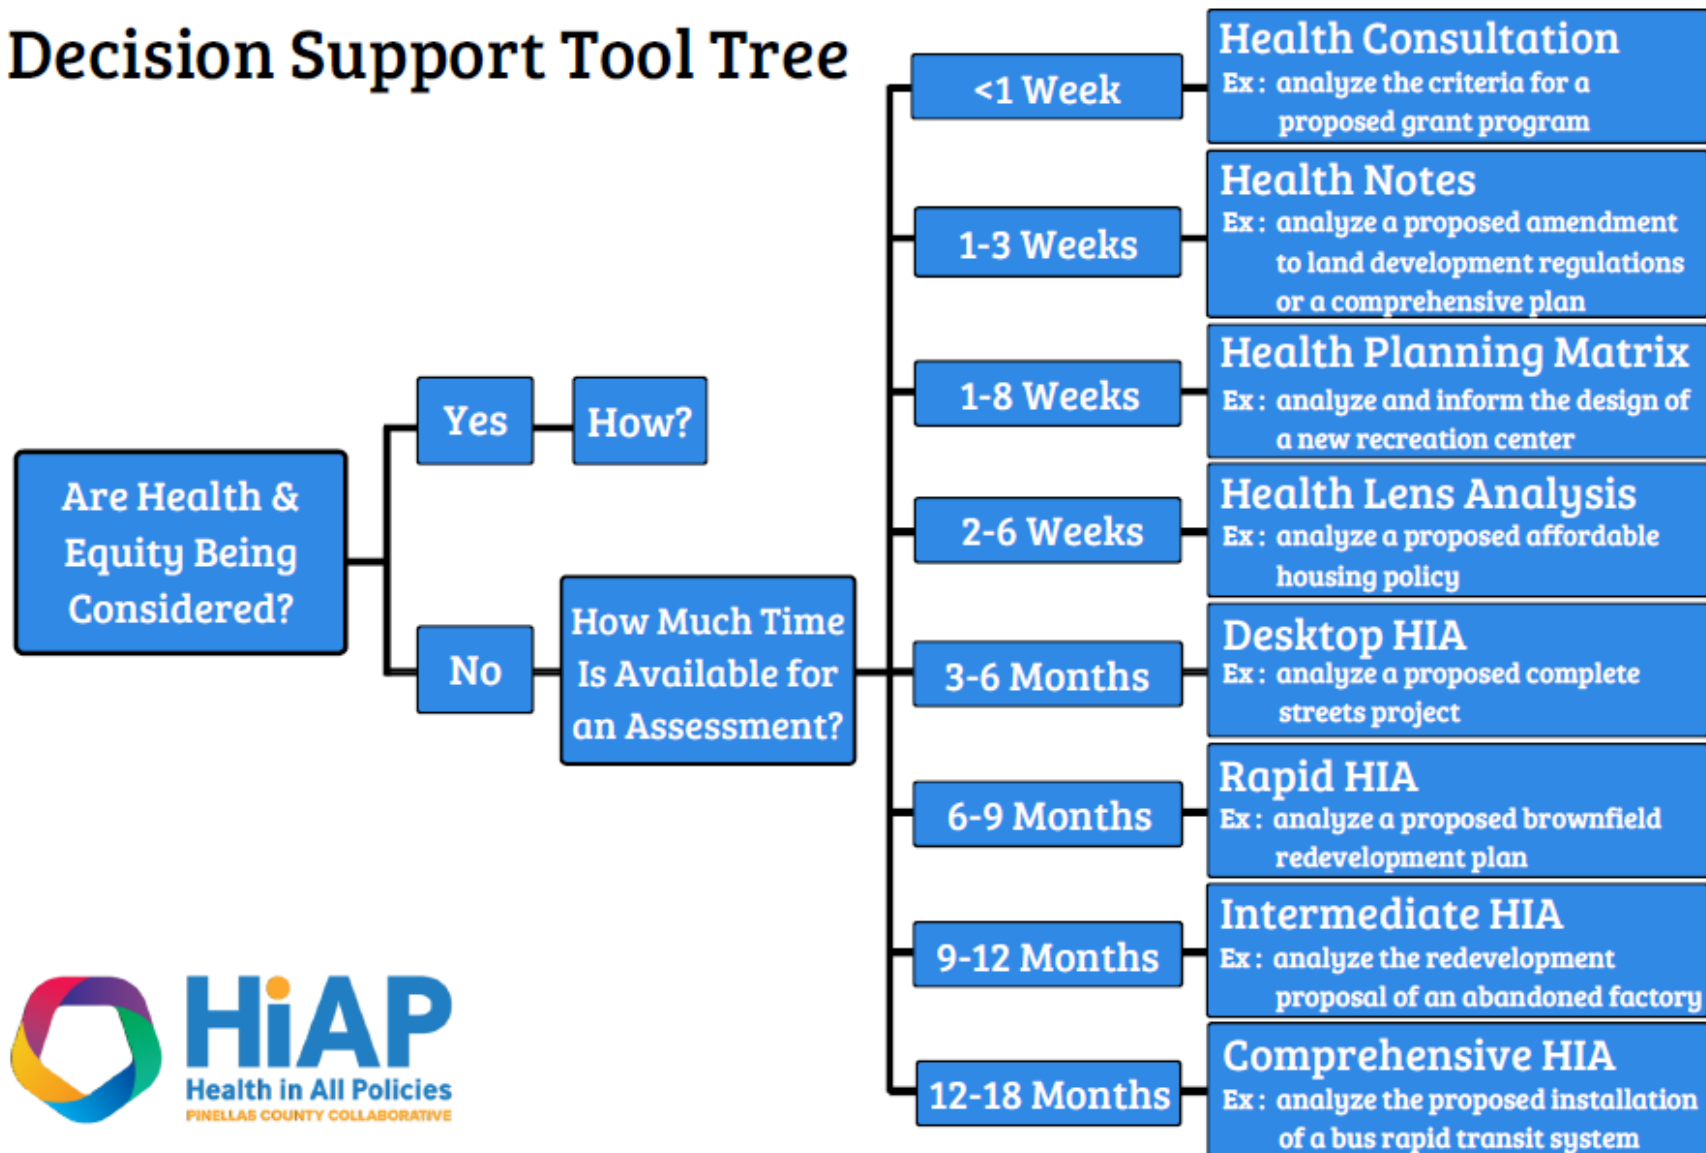 Decision Support Tool Tree
Are Health &
Equity Being
Considered?
Yes
How?
No
How Much Time
Is Available for
an Assessment?
<1 Week
Health Consultation
Ex : analyze the criteria for a
proposed grant program
1-3 Weeks
Health Notes
Ex : analyze a proposed amendment
to land development regulations
or a comprehensive plan
1-8 Weeks
Health Planning Matrix
Ex : analyze and inform the design of
a new recreation center
2-6 Weeks
Health Lens Analysis
Ex : analyze a proposed affordable
housing policy
3-6 Months
Desktop HIA
Ex : analyze a proposed complete
streets project
6-9 Months
Rapid HIA
Ex : analyze a proposed brownfield
redevelopment plan
9-12 Months
Intermediate HIA
Ex : analyze the redevelopment
proposal of an abandoned factory
12-18 Months
Comprehensive HIA
Ex : analyze the proposed installation
of a bus rapid transit system
HiAP
Health in All Policies
PINELLAS COUNTY COLLABORATIVE